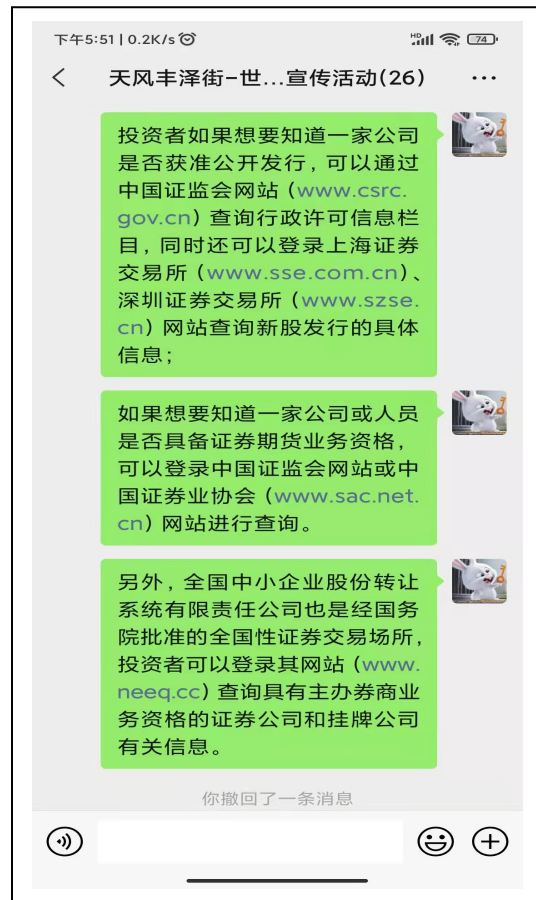 下午5:51 | 0.2K/s
HD
74
天风丰泽街-世...宣传活动(26)
投资者如果想要知道一家公司
是否获准公开发行，可以通过
中国证监会网站（www.csrc.
gov.cn）查询行政许可信息栏
目，同时还可以登录上海证券
交易所（www.sse.com.cn）、
深圳证券交易所（www.szse.
cn）网站查询新股发行的具体
信息；
如果想要知道一家公司或人员
是否具备证券期货业务资格，
可以登录中国证监会网站或中
国证券业协会（www.sac.net.
cn）网站进行查询。
另外，全国中小企业股份转让
系统有限责任公司也是经国务
院批准的全国性证券交易场所，
投资者可以登录其网站（www.
neeq.cc）查询具有主办券商业
务资格的证券公司和挂牌公司
有关信息。
你撤回了一条消息